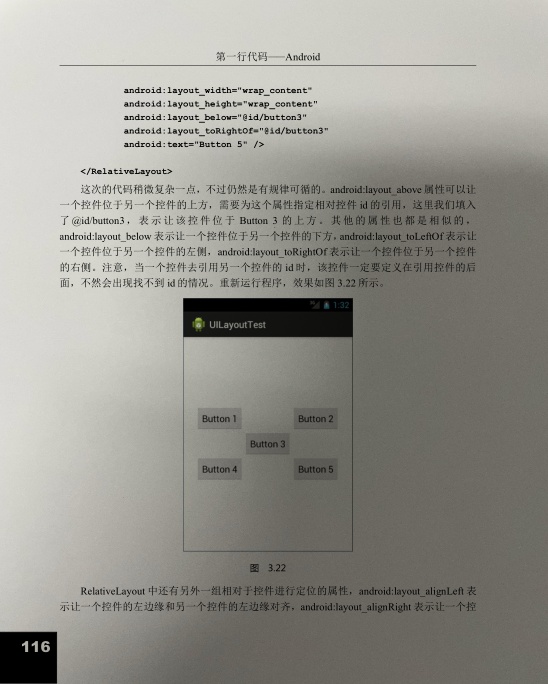 第一行代码——Android
android:layout_width="wrap_content"
android:layout_height="wrap_content"
android:layout_below="@id/button3"
android:layout_toRightOf="@id/button3"
android:text="Button 5" />
</RelativeLayout>
这次的代码稍微复杂一点，不过仍然是有规律可循的。android:layout_above 属性可以让
一个控件位于另一个控件的上方，需要为这个属性指定相对控件 id 的引用，这里我们填入
了 @id/button3，表示让该控件位于 Button 3 的上方。其他的属性也都是相似的，
android:layout_below 表示让一个控件位于另一个控件的下方，android:layout_toLeftOf 表示让
一个控件位于另一个控件的左侧，android:layout_toRightOf 表示让一个控件位于另一个控件
的右侧。注意，当一个控件去引用另一个控件的 id 时，该控件一定要定义在引用控件的后
面，不然会出现找不到 id 的情况。重新运行程序，效果如图 3.22 所示。
1:32
UILayoutTest
Button 1 Button 2
Button 3
Button 4 Button 5
图 3.22
RelativeLayout 中还有另外一组相对于控件进行定位的属性，android:layout_alignLeft 表
示让一个控件的左边缘和另一个控件的左边缘对齐，android:layout_alignRight 表示让一个控
116